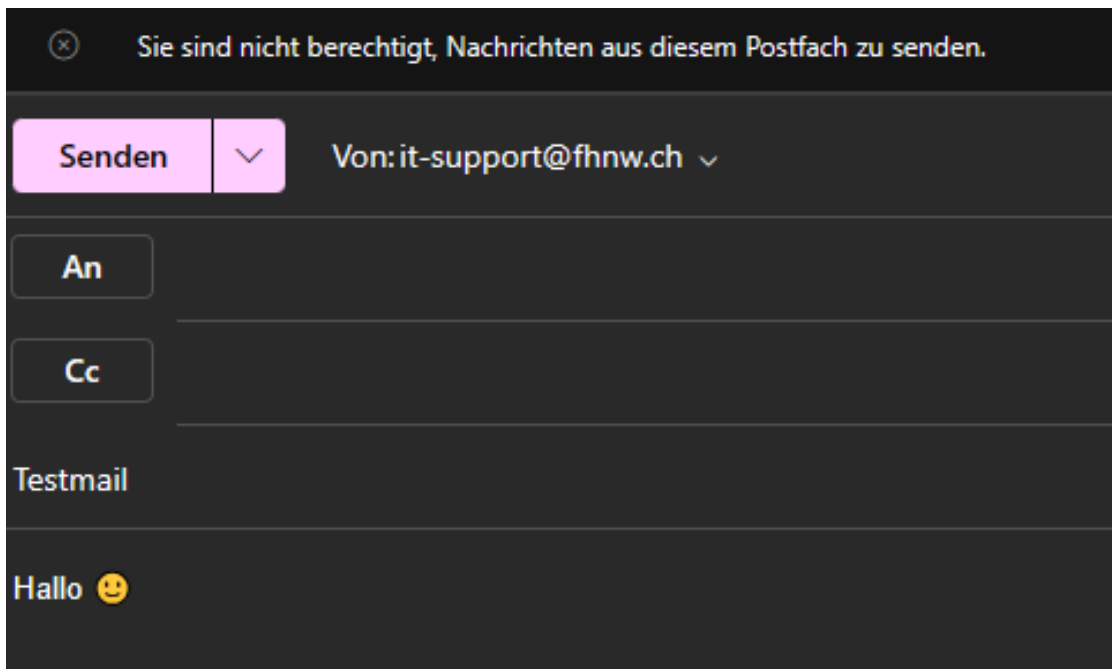 Sie sind nicht berechtigt, Nachrichten aus diesem Postfach zu senden.
Senden Von: it-support@fhnw.ch
An
Cc
Testmail
Hallo 🙂